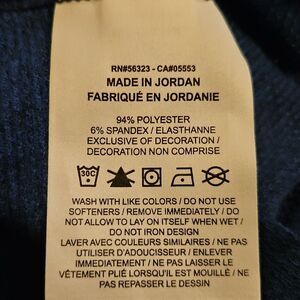 RN#56323 - CA#05553
MADE IN JORDAN
FABRIQUÉ EN JORDANIE
94% POLYESTER
6% SPANDEX / ELASTHANNE
EXCLUSIVE OF DECORATION /
DECORATION NON COMPRISE
30C
WASH WITH LIKE COLORS / DO NOT USE
SOFTENERS / REMOVE IMMEDIATELY / DO
NOT ALLOW TO LAY ON ITSELF WHEN WET /
DO NOT IRON DESIGN
LAVER AVEC COULEURS SIMILAIRES / NE PAS
UTILISER D'ADOUCISSEUR / ENLEVER
IMMEDIATEMENT / NE PAS LAISSER LE
VÊTEMENT PLIÉ LORSQU'IL EST MOUILLÉ / NE
PAS REPASSER LE DESSIN